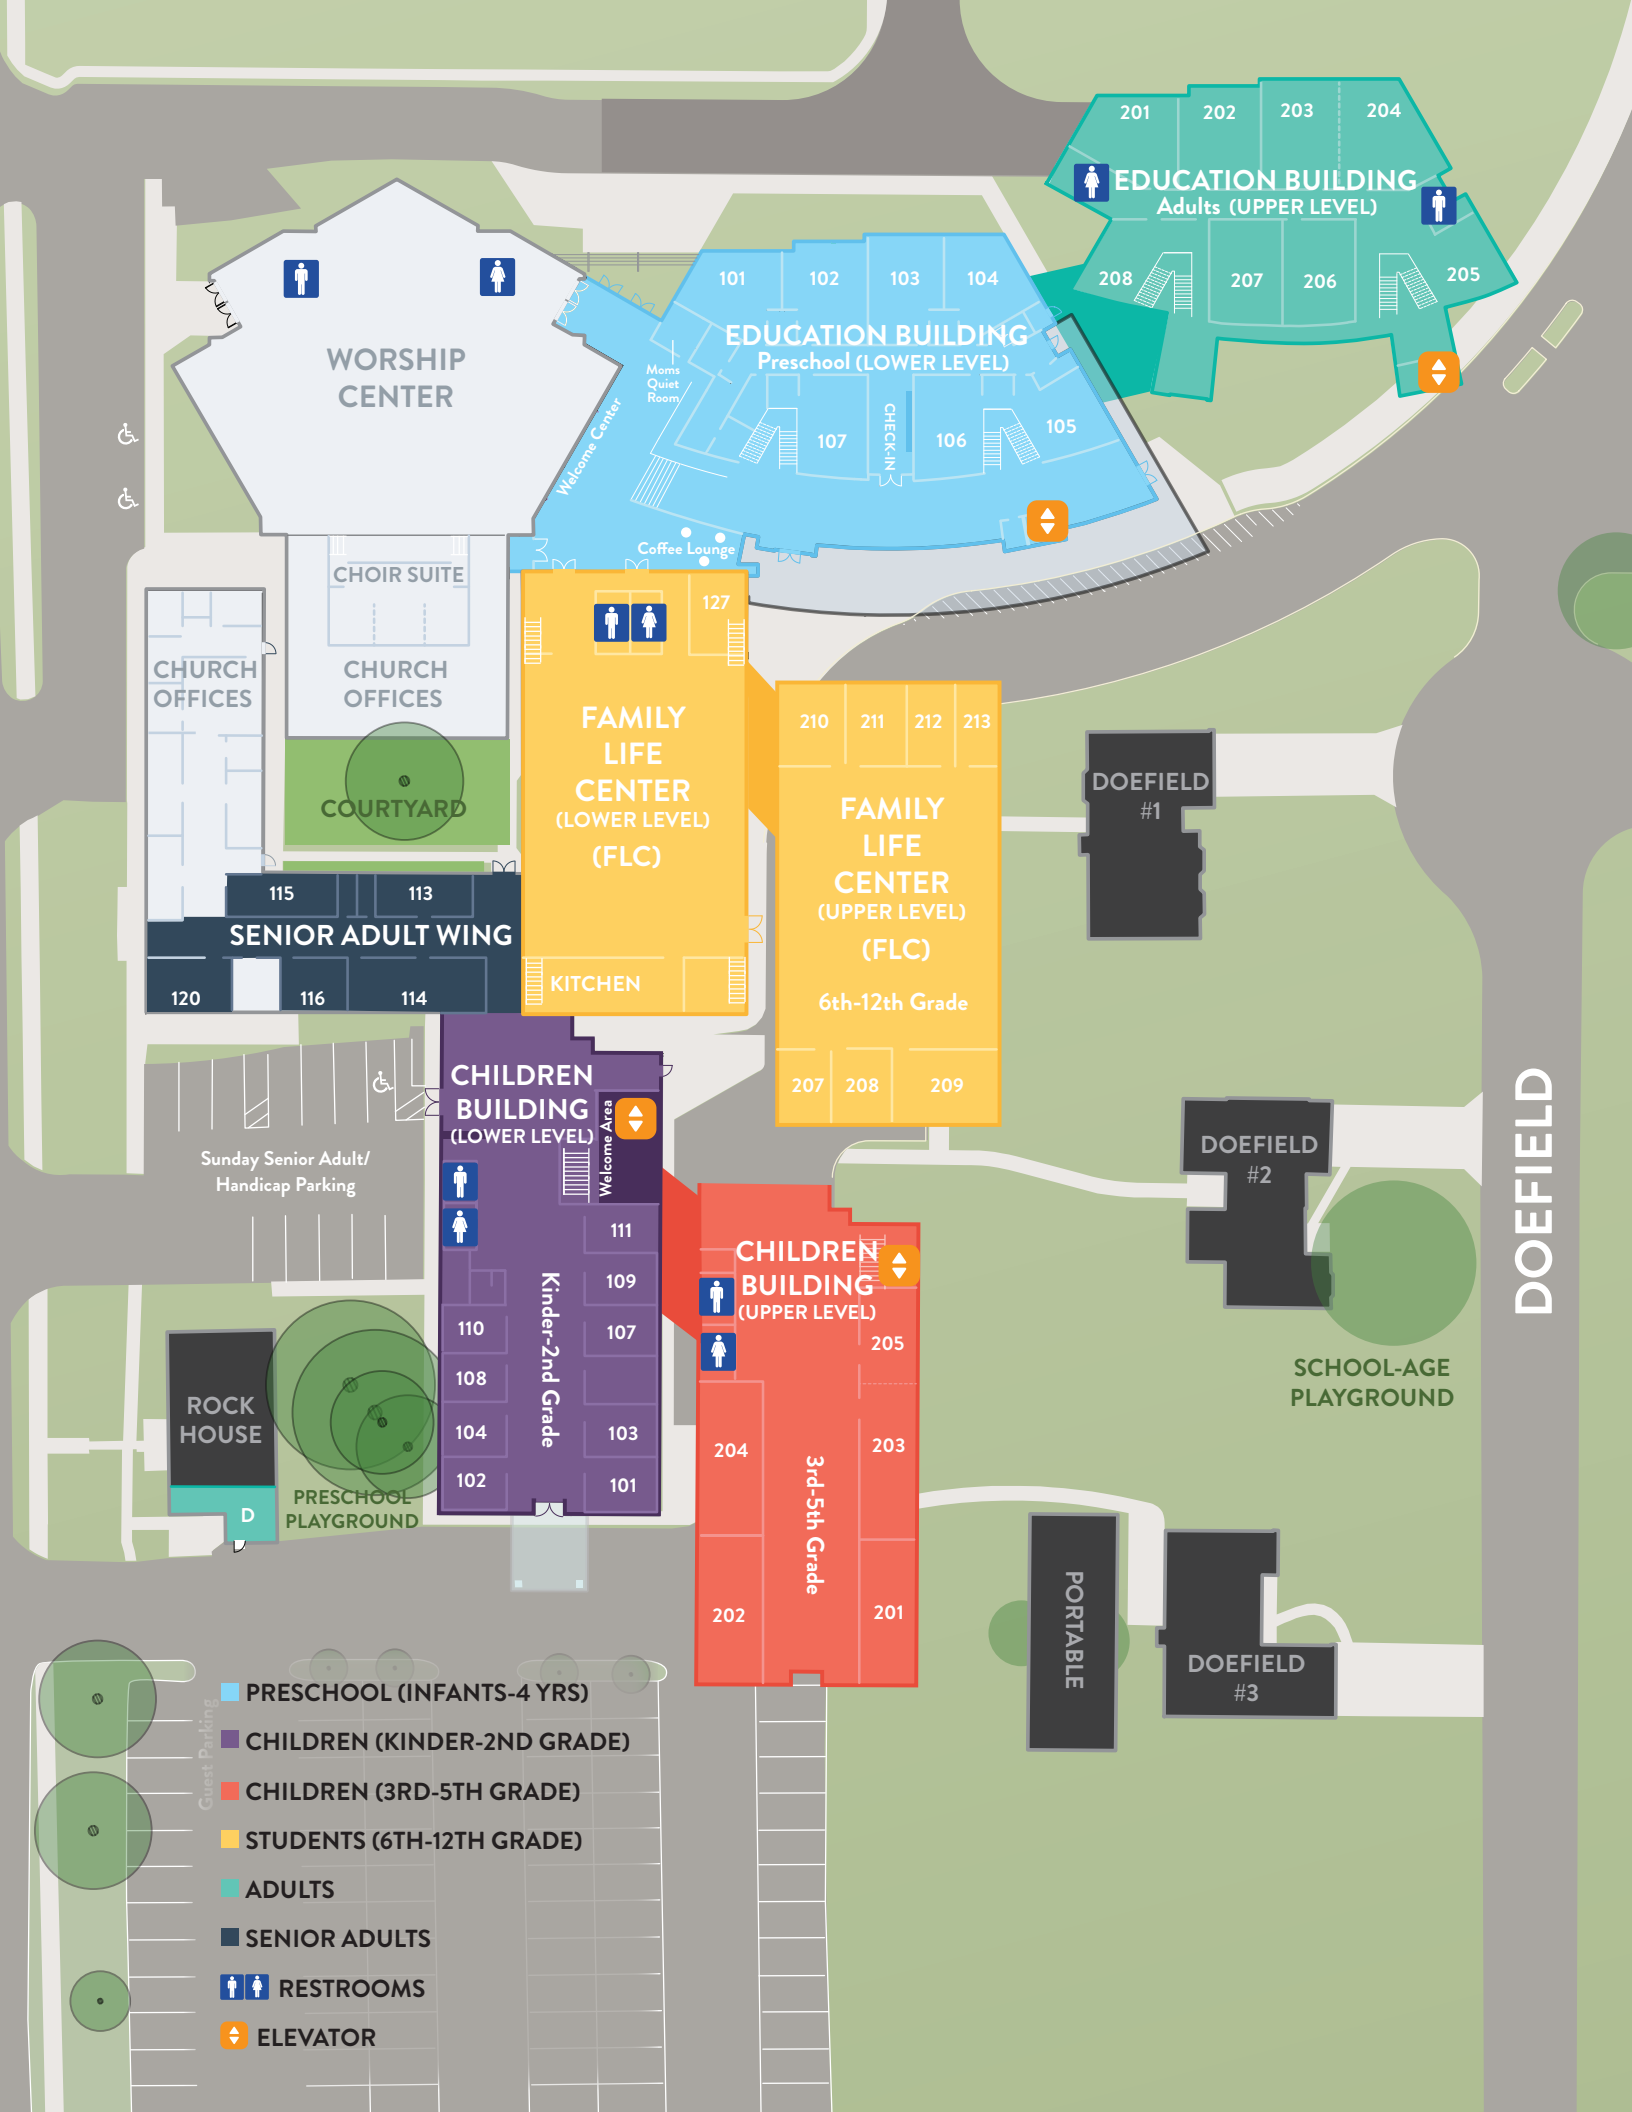 201
202
203
204
EDUCATION BUILDING
Adults (UPPER LEVEL)
208
207
206
205
101
102
103
104
EDUCATION BUILDING
Preschool (LOWER LEVEL)
Moms
Quiet
Room
107
CHECK-IN
106
105
Welcome Center
Coffee Lounge
WORSHIP
CENTER
CHOIR SUITE
CHURCH
OFFICES
CHURCH
OFFICES
COURTYARD
127
FAMILY
LIFE
CENTER
(LOWER LEVEL)
(FLC)
KITCHEN
210
211
212
213
FAMILY
LIFE
CENTER
(UPPER LEVEL)
(FLC)
6th-12th Grade
207
208
209
DOEFIELD
#1
115
113
SENIOR ADULT WING
120
116
114
CHILDREN
BUILDING
(LOWER LEVEL)
Welcome Area
Sunday Senior Adult/
Handicap Parking
111
109
107
110
108
104
102
103
101
Kinder-2nd Grade
CHILDREN
BUILDING
(UPPER LEVEL)
205
204
203
202
201
3rd-5th Grade
DOEFIELD
#2
DOEFIELD
SCHOOL-AGE
PLAYGROUND
ROCK
HOUSE
D
PRESCHOOL
PLAYGROUND
PORTABLE
DOEFIELD
#3
Guest Parking
PRESCHOOL (INFANTS-4 YRS)
CHILDREN (KINDER-2ND GRADE)
CHILDREN (3RD-5TH GRADE)
STUDENTS (6TH-12TH GRADE)
ADULTS
SENIOR ADULTS
RESTROOMS
ELEVATOR